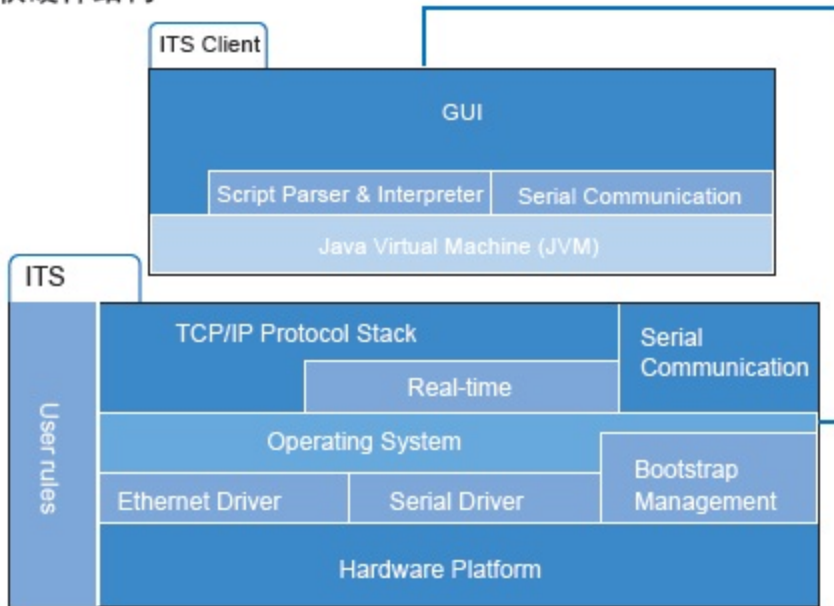 ITS Client
GUI
Script Parser & Interpreter
Serial Communication
Java Virtual Machine (JVM)
ITS
User rules
TCP/IP Protocol Stack
Serial
Communication
Real-time
Operating System
Bootstrap
Management
Ethernet Driver
Serial Driver
Hardware Platform